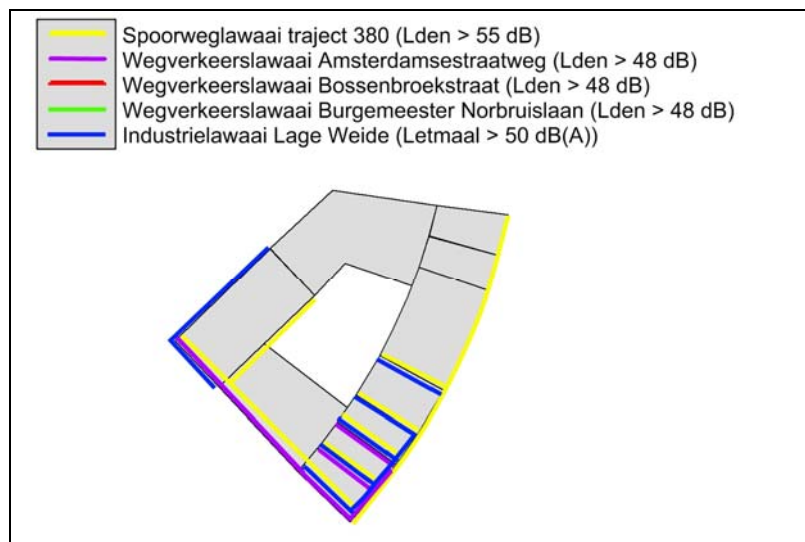 Spoorweglawaai traject 380 (Lden > 55 dB)
Wegverkeerslawaai Amsterdamsestraatweg (Lden > 48 dB)
Wegverkeerslawaai Bossenbroekstraat (Lden > 48 dB)
Wegverkeerslawaai Burgemeester Norbruislaan (Lden > 48 dB)
Industrielawaai Lage Weide (Letmaal > 50 dB(A))